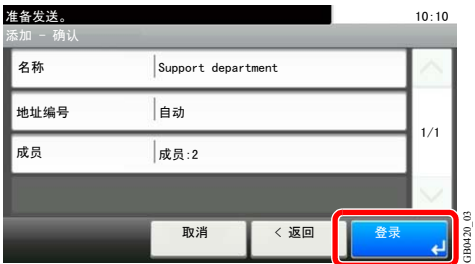 准备发送。 10:10
添加 - 确认
名称 Support department
地址编号 自动
1/1
成员 成员:2
取消 < 返回 登录
GB0420_03